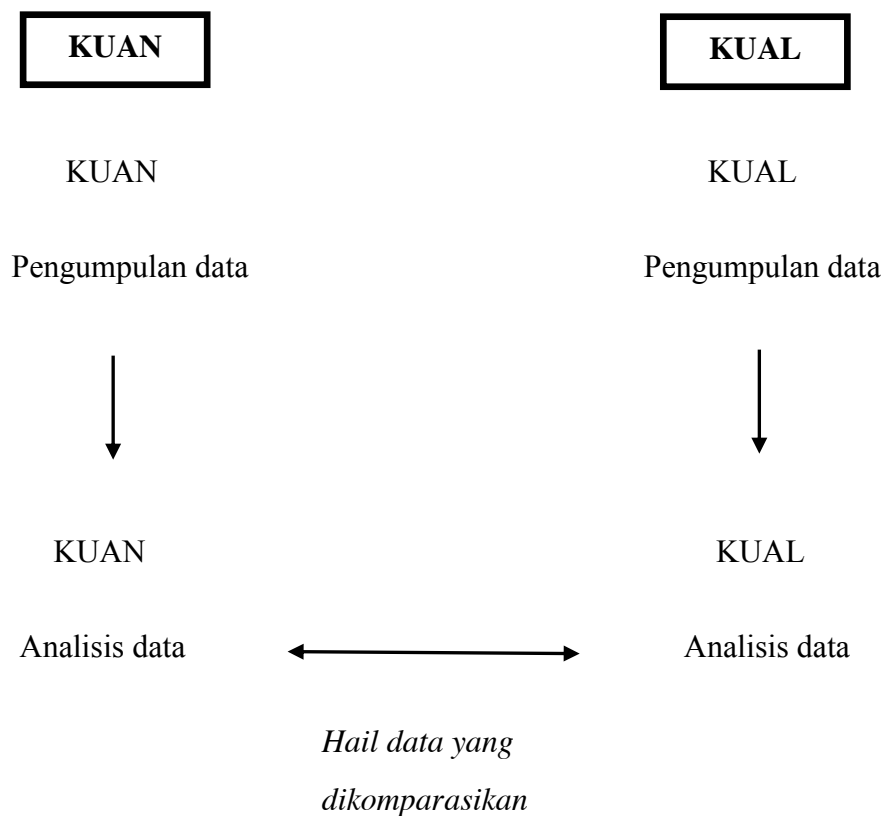 KUAN
KUAL
KUAN
KUAL
Pengumpulan data
Pengumpulan data
KUAN
KUAL
Analisis data
Analisis data
Hail data yang
dikomparasikan